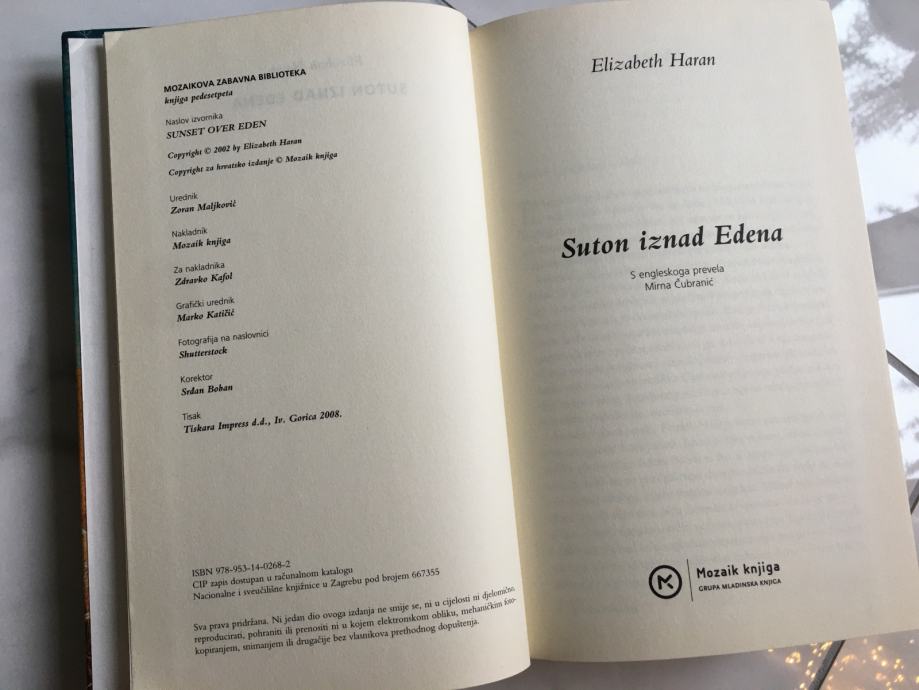 MOZAIKOVA ZABAVNA BIBLIOTEKA
knjiga pedesetpeta
Naslov izvornika
SUNSET OVER EDEN
Copyright © 2002 by Elizabeth Haran
Copyright za hrvatsko izdanje © Mozaik knjiga
Urednik
Zoran Maljković
Nakladnik
Mozaik knjiga
Za nakladnika
Zdravko Kafol
Grafički urednik
Marko Katičić
Fotografija na naslovnici
Shutterstock
Korektor
Srđan Boban
Tisak
Tiskara Impress d.d., Iv. Gorica 2008.
ISBN 978-953-14-0268-2
CIP zapis dostupan u računalnom katalogu
Nacionalne i sveučilišne knjižnice u Zagrebu pod brojem 667355
Sva prava pridržana. Ni jedan dio ovoga izdanja ne smije se, ni u cijelosti ni djelomično,
reproducirati, pohraniti ili prenositi ni u kojem elektronskom obliku, mehaničkim foto-
kopiranjem, snimanjem ili drugačije bez vlasnikova prethodnog dopuštenja.
Elizabeth Haran
Suton iznad Edena
S engleskoga prevela
Mirna Čubranić
Mozaik knjiga
GRUPA MLADINSKA KNJIGA